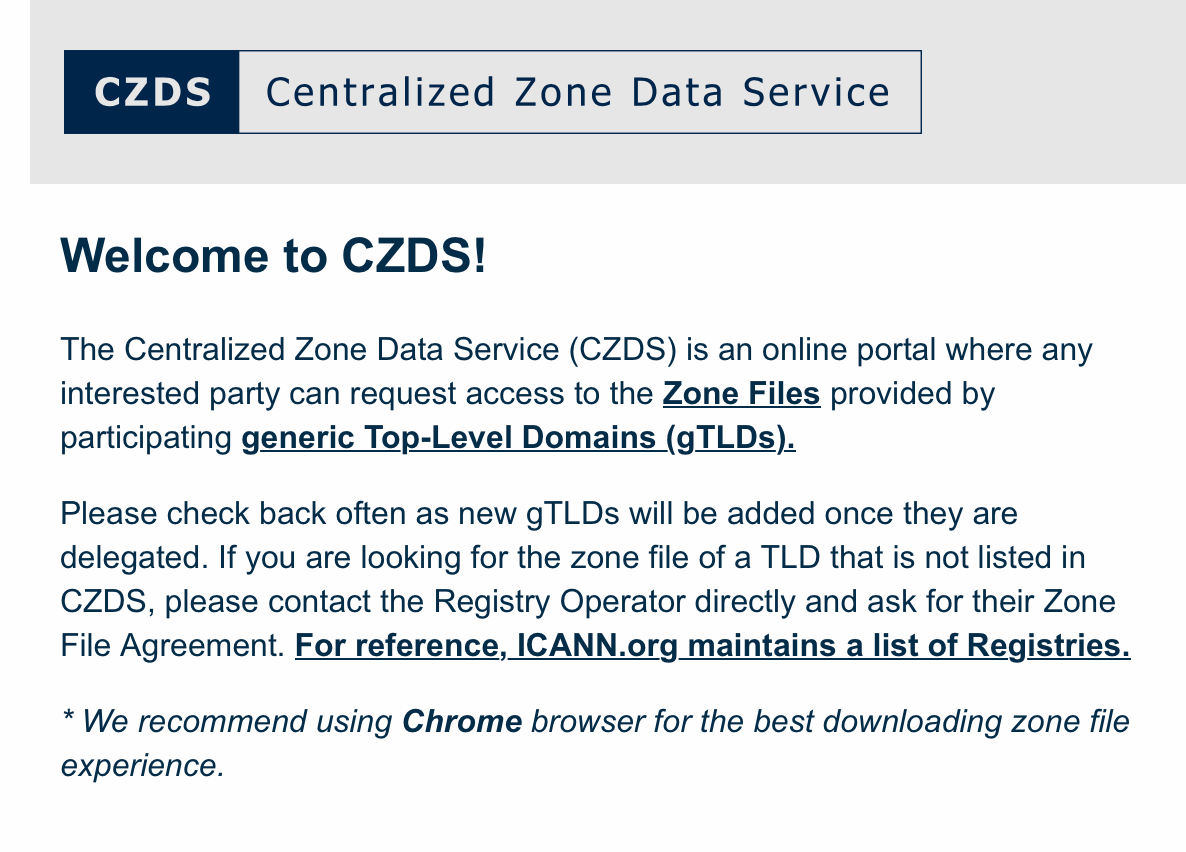 CZDS Centralized Zone Data Service
Welcome to CZDS!
The Centralized Zone Data Service (CZDS) is an online portal where any
interested party can request access to the Zone Files provided by
participating generic Top-Level Domains (gTLDs).
Please check back often as new gTLDs will be added once they are
delegated. If you are looking for the zone file of a TLD that is not listed in
CZDS, please contact the Registry Operator directly and ask for their Zone
File Agreement. For reference, ICANN.org maintains a list of Registries.
* We recommend using Chrome browser for the best downloading zone file
experience.